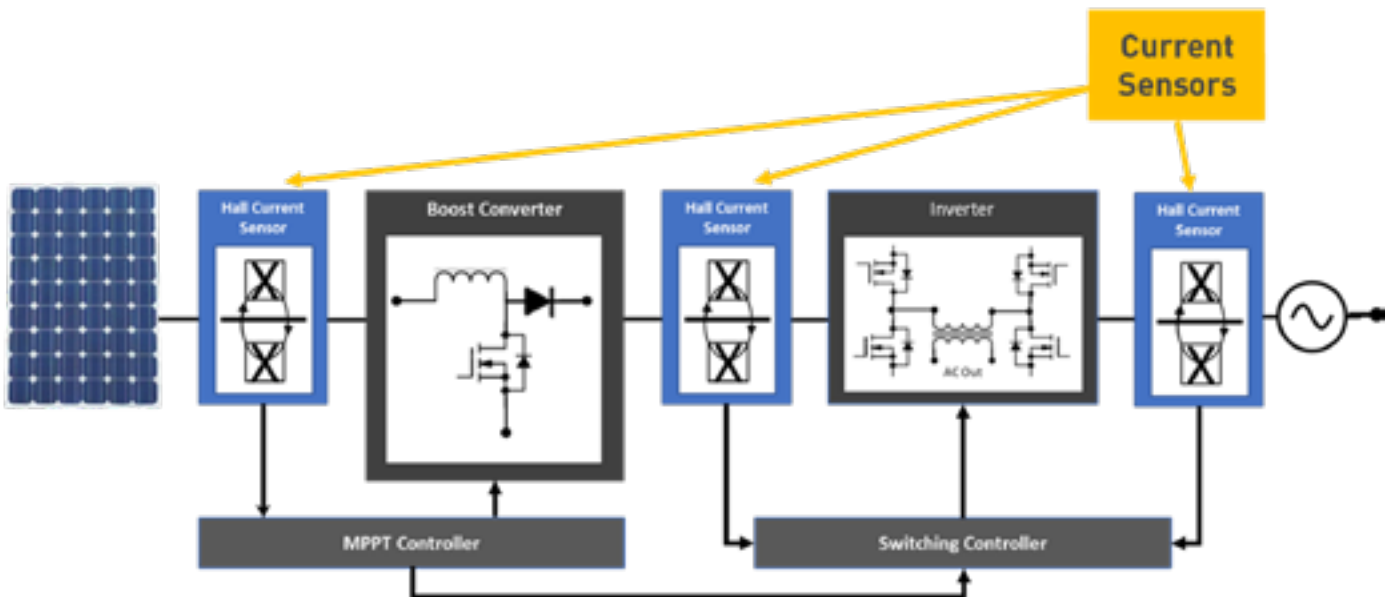 Current
Sensors
Hall Current
Sensor
Boost Converter
Hall Current
Sensor
Inverter
Hall Current
Sensor
AC Out
MPPT Controller
Switching Controller